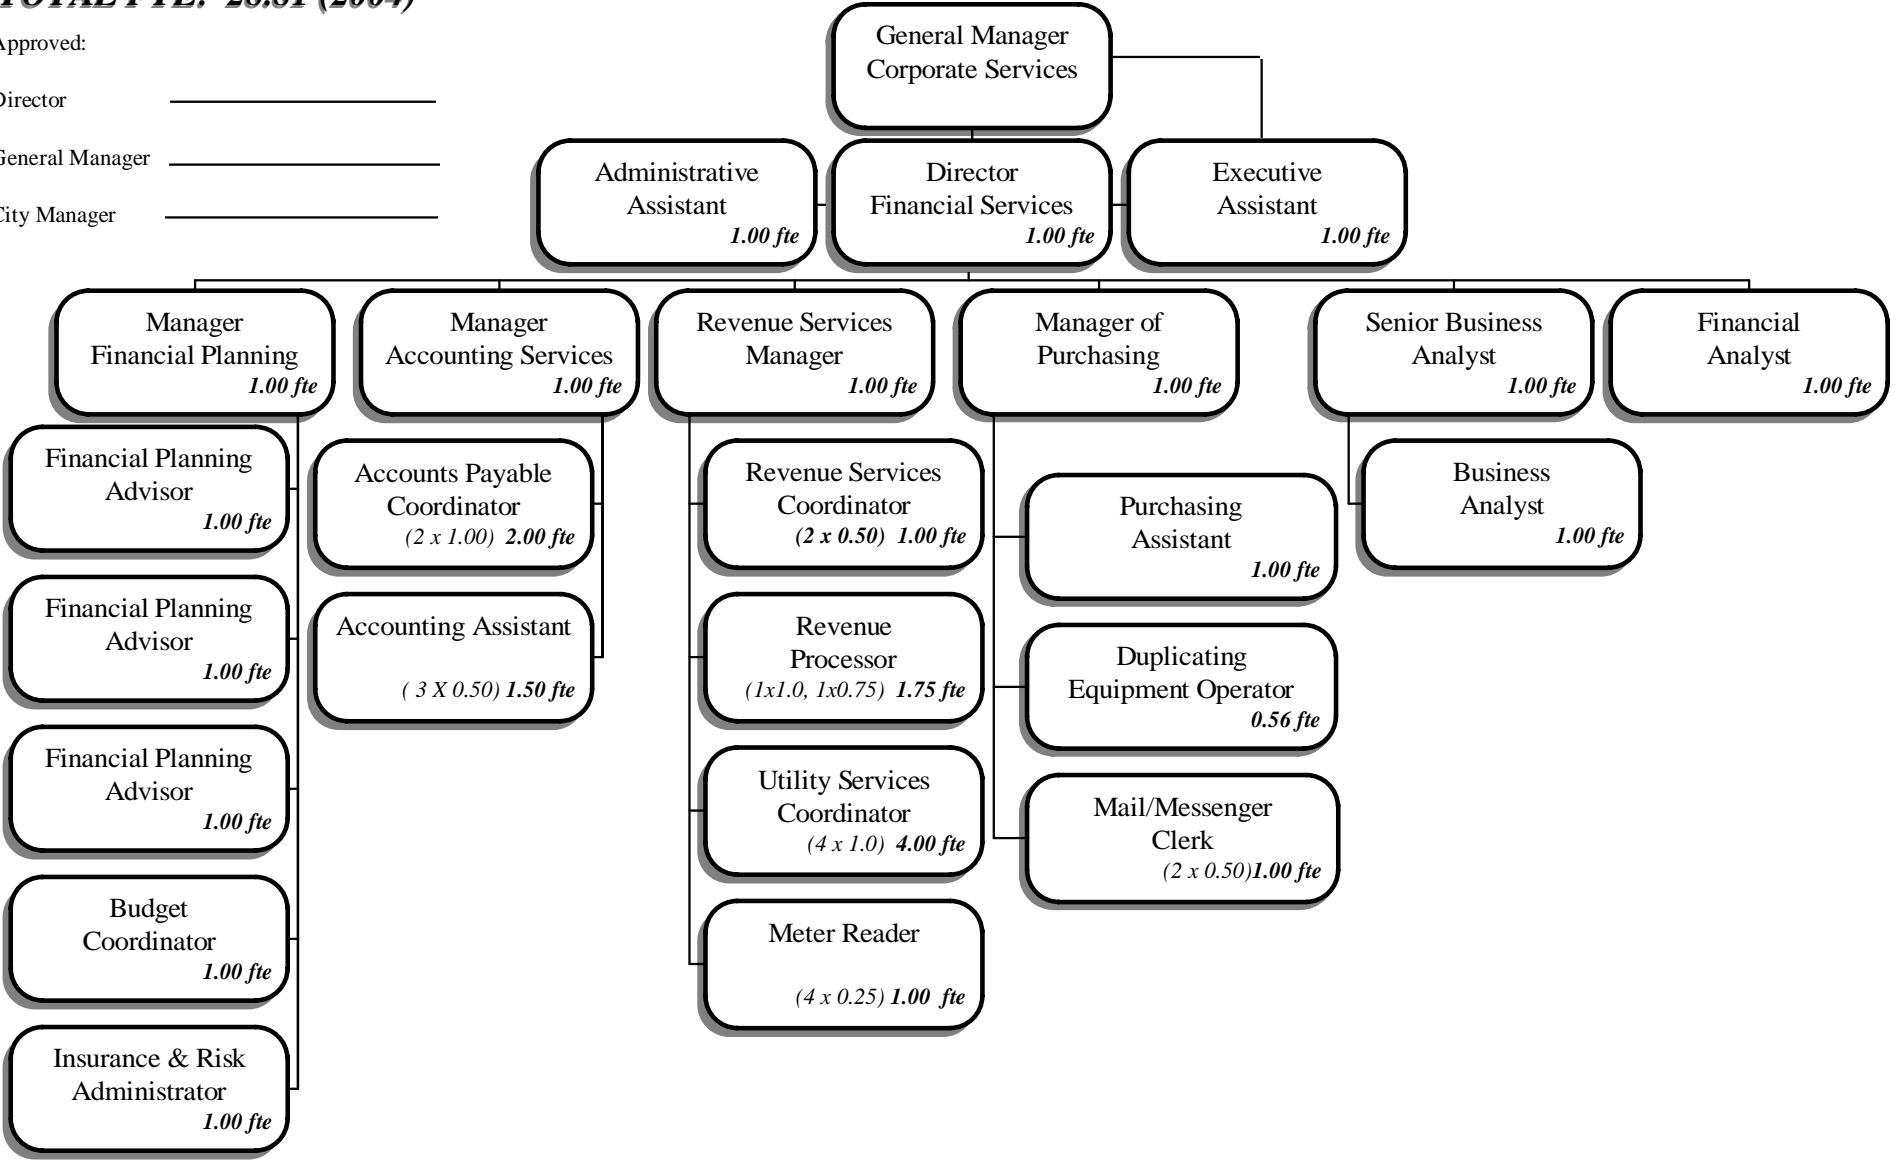 TOTAL FTE: 28.81 (2004)
Approved:
Director
General Manager
City Manager
General Manager
Corporate Services
Administrative
Assistant
1.00 fte
Director
Financial Services
1.00 fte
Executive
Assistant
1.00 fte
Manager
Financial Planning
1.00 fte
Manager
Accounting Services
1.00 fte
Revenue Services
Manager
1.00 fte
Manager of
Purchasing
1.00 fte
Senior Business
Analyst
1.00 fte
Financial
Analyst
1.00 fte
Financial Planning
Advisor
1.00 fte
Financial Planning
Advisor
1.00 fte
Financial Planning
Advisor
1.00 fte
Budget
Coordinator
1.00 fte
Insurance & Risk
Administrator
1.00 fte
Accounts Payable
Coordinator
(2 x 1.00) 2.00 fte
Accounting Assistant
( 3 X 0.50) 1.50 fte
Revenue Services
Coordinator
(2 x 0.50) 1.00 fte
Revenue
Processor
(1x1.0, 1x0.75) 1.75 fte
Utility Services
Coordinator
(4 x 1.0) 4.00 fte
Meter Reader
(4 x 0.25) 1.00 fte
Purchasing
Assistant
1.00 fte
Duplicating
Equipment Operator
0.56 fte
Mail/Messenger
Clerk
(2 x 0.50)1.00 fte
Business
Analyst
1.00 fte